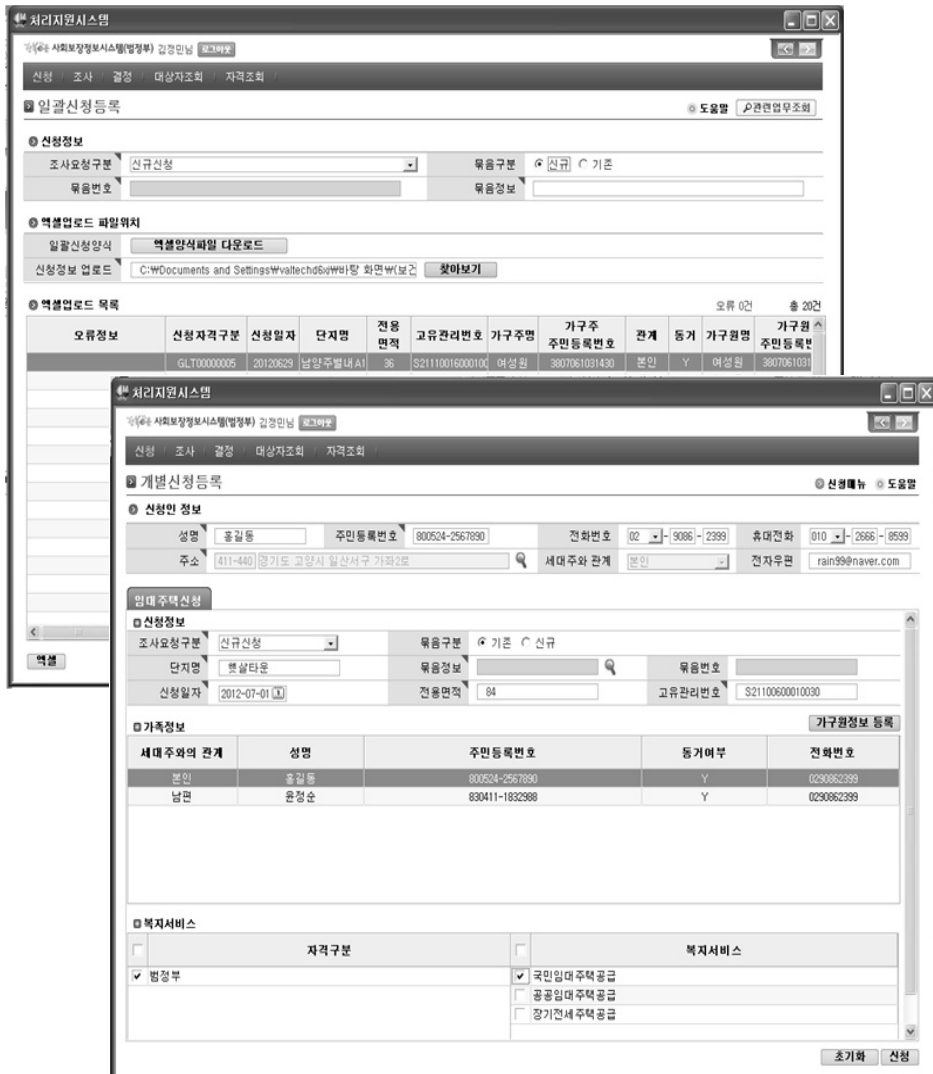 처리지원시스템
사회보장정보시스템(범정부) 김정민님 로그아웃
신청 조사 결정 대상자조회 자격조회
일괄신청등록 도움말 관련업무조회
신청정보
조사요청구분 신규신청 묶음구분 신규 기존
묶음번호 묶음정보
엑셀업로드 파일위치
일괄신청양식 엑셀양식파일 다운로드
신청정보 업로드 C:₩Documents and Settings₩valtechd6xi₩바탕 화면₩(보건 찾아보기
엑셀업로드 목록 오류 0건 총 20건
오류정보 신청자격구분 신청일자 단지명 전용면적 고유관리번호 가구주명 가구주 주민등록번호 관계 동거 가구원명 가구원 주민등록번
GLT00000005 20120629 남양주별내A1 36 S2111001600010 여성원 3807061031430 본인 Y 여성원 3807061031
엑셀
처리지원시스템
사회보장정보시스템(범정부) 김정민님 로그아웃
신청 조사 결정 대상자조회 자격조회
개별신청등록 신청메뉴 도움말
신청인 정보
성명 홍길동 주민등록번호 800524-2567890 전화번호 02 - 9086 - 2399 휴대전화 010 - 2666 - 8599
주소 411-440 경기도 고양시 일산서구 가좌2로 세대주와 관계 본인 전자우편 rain99@naver.com
임대주택신청
신청정보
조사요청구분 신규신청 묶음구분 기존 신규
단지명 햇살타운 묶음정보 묶음번호
신청일자 2012-07-01 전용면적 84 고유관리번호 S21100600010030
가족정보 가구원정보 등록
세대주와의 관계 성명 주민등록번호 동거여부 전화번호
본인 홍길동 800524-2567890 Y 0290862399
남편 윤정순 830411-1832988 Y 0290862399
복지서비스
자격구분 복지서비스
범정부 국민임대주택공급
공공임대주택공급
장기전세주택공급
초기화 신청